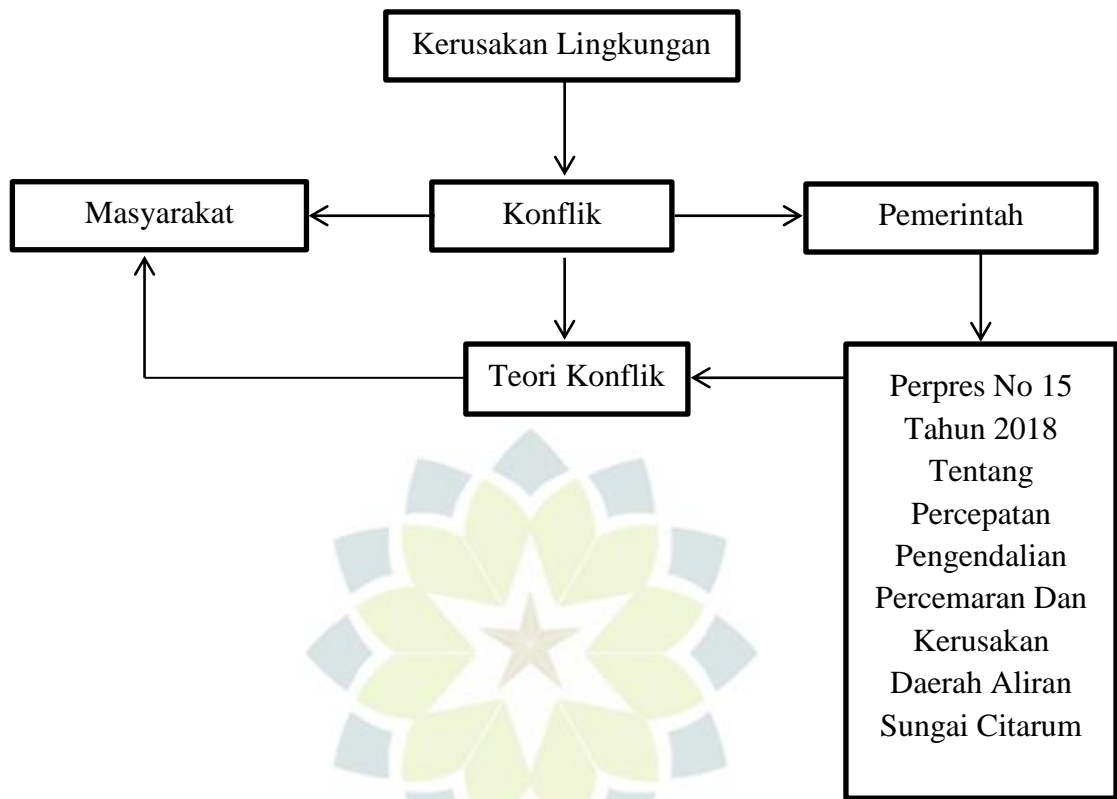 Kerusakan Lingkungan
Masyarakat
Konflik
Pemerintah
Teori Konflik
Perpres No 15
Tahun 2018
Tentang
Percepatan
Pengendalian
Percemaran Dan
Kerusakan
Daerah Aliran
Sungai Citarum